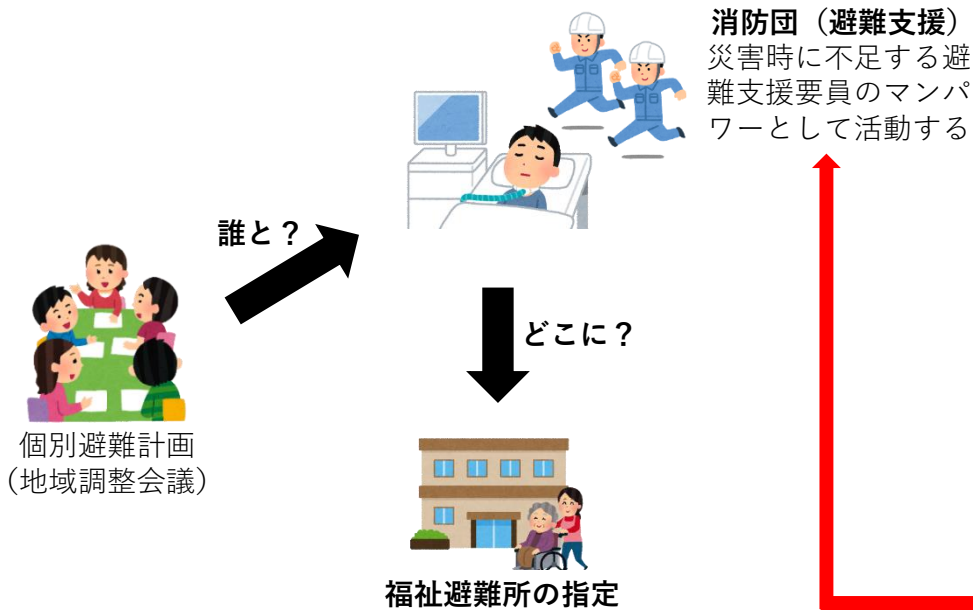 消防団（避難支援）
災害時に不足する避
難支援要員のマンパ
ワーとして活動する
誰と？
どこに？
個別避難計画
(地域調整会議)
福祉避難所の指定